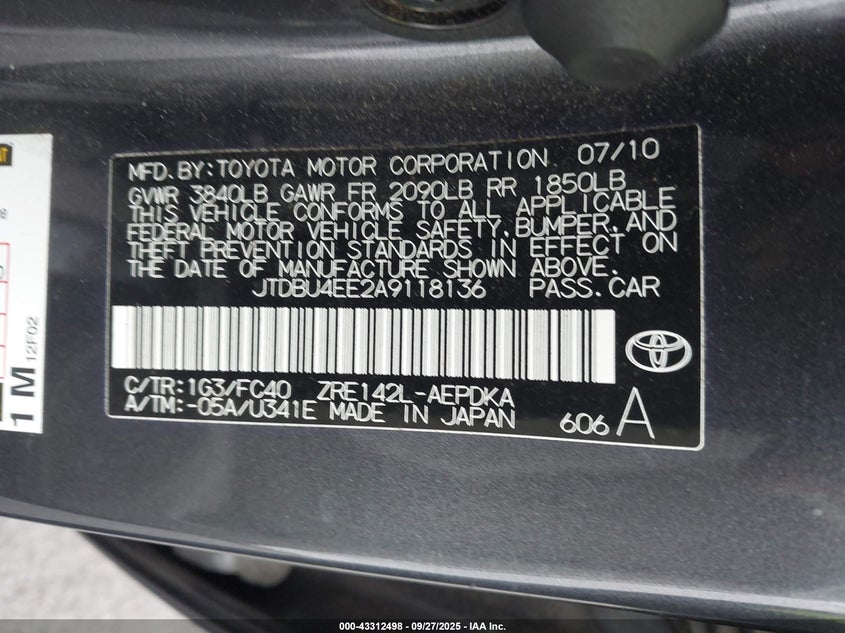 MFD.BY:TOYOTA MOTOR CORPORATION 07/10
GVWR 3840LB GAWR FR 2090LB RR 1850LB
THIS VEHICLE CONFORMS TO ALL APPLICABLE
FEDERAL MOTOR VEHICLE SAFETY,BUMPER,AND
THEFT PREVENTION STANDARDS IN EFFECT ON
THE DATE OF MANUFACTURE SHOWN ABOVE.
JTDBU4EE2A9118136 PASS.CAR
C/TR:1G3/FC40 ZRE142L-AEPDKA
A/TM:-05A/U341E MADE IN JAPAN 606 A
1 M 12F02
000-43312498 - 09/27/2025 - IAA Inc.